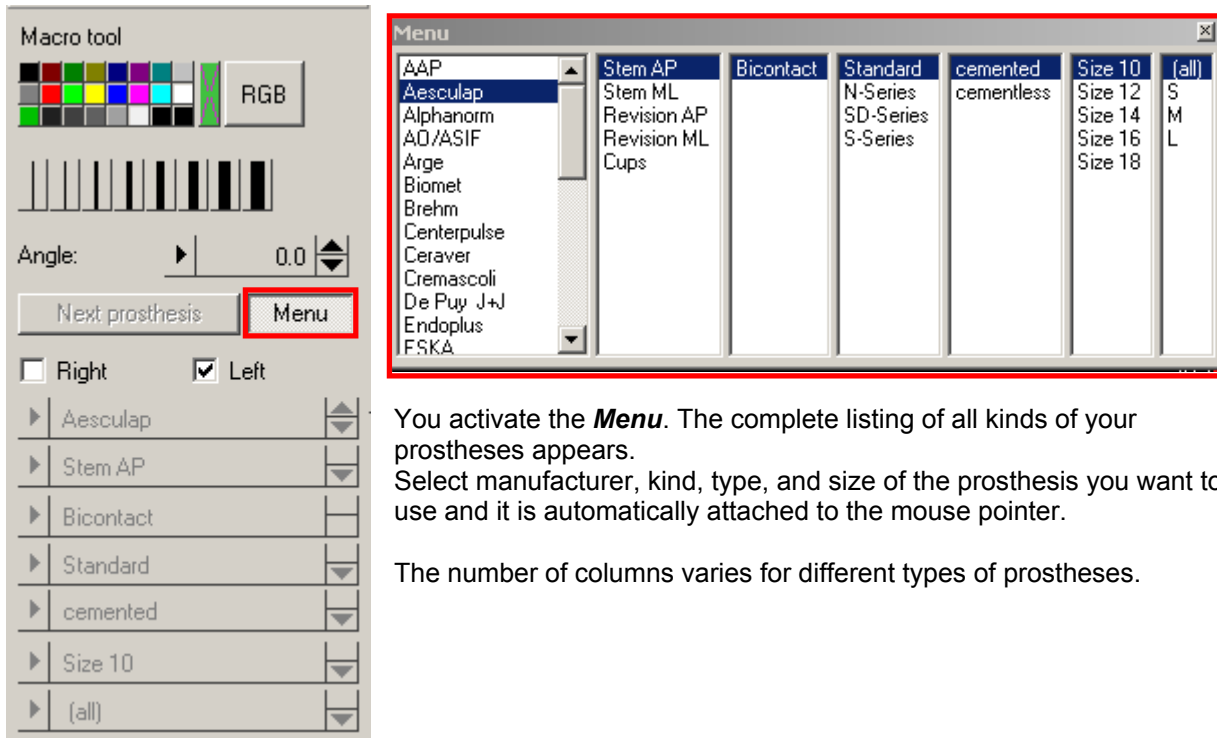 Macro tool
RGB
Angle:
0.0
Next prosthesis
Menu
Right
Left
Aesculap
Stem AP
Bicontact
Standard
cemented
Size 10
(all)
Menu
AAP
Aesculap
Alphanorm
AO/ASIF
Arge
Biomet
Brehm
Centerpulse
Ceraver
Cremascoli
De Puy J+J
Endoplus
ESKA
Stem AP
Stem ML
Revision AP
Revision ML
Cups
Bicontact
Standard
N-Series
SD-Series
S-Series
cemented
cementless
Size 10
Size 12
Size 14
Size 16
Size 18
(all)
S
M
L
You activate the Menu. The complete listing of all kinds of your
prostheses appears.
Select manufacturer, kind, type, and size of the prosthesis you want to
use and it is automatically attached to the mouse pointer.
The number of columns varies for different types of prostheses.